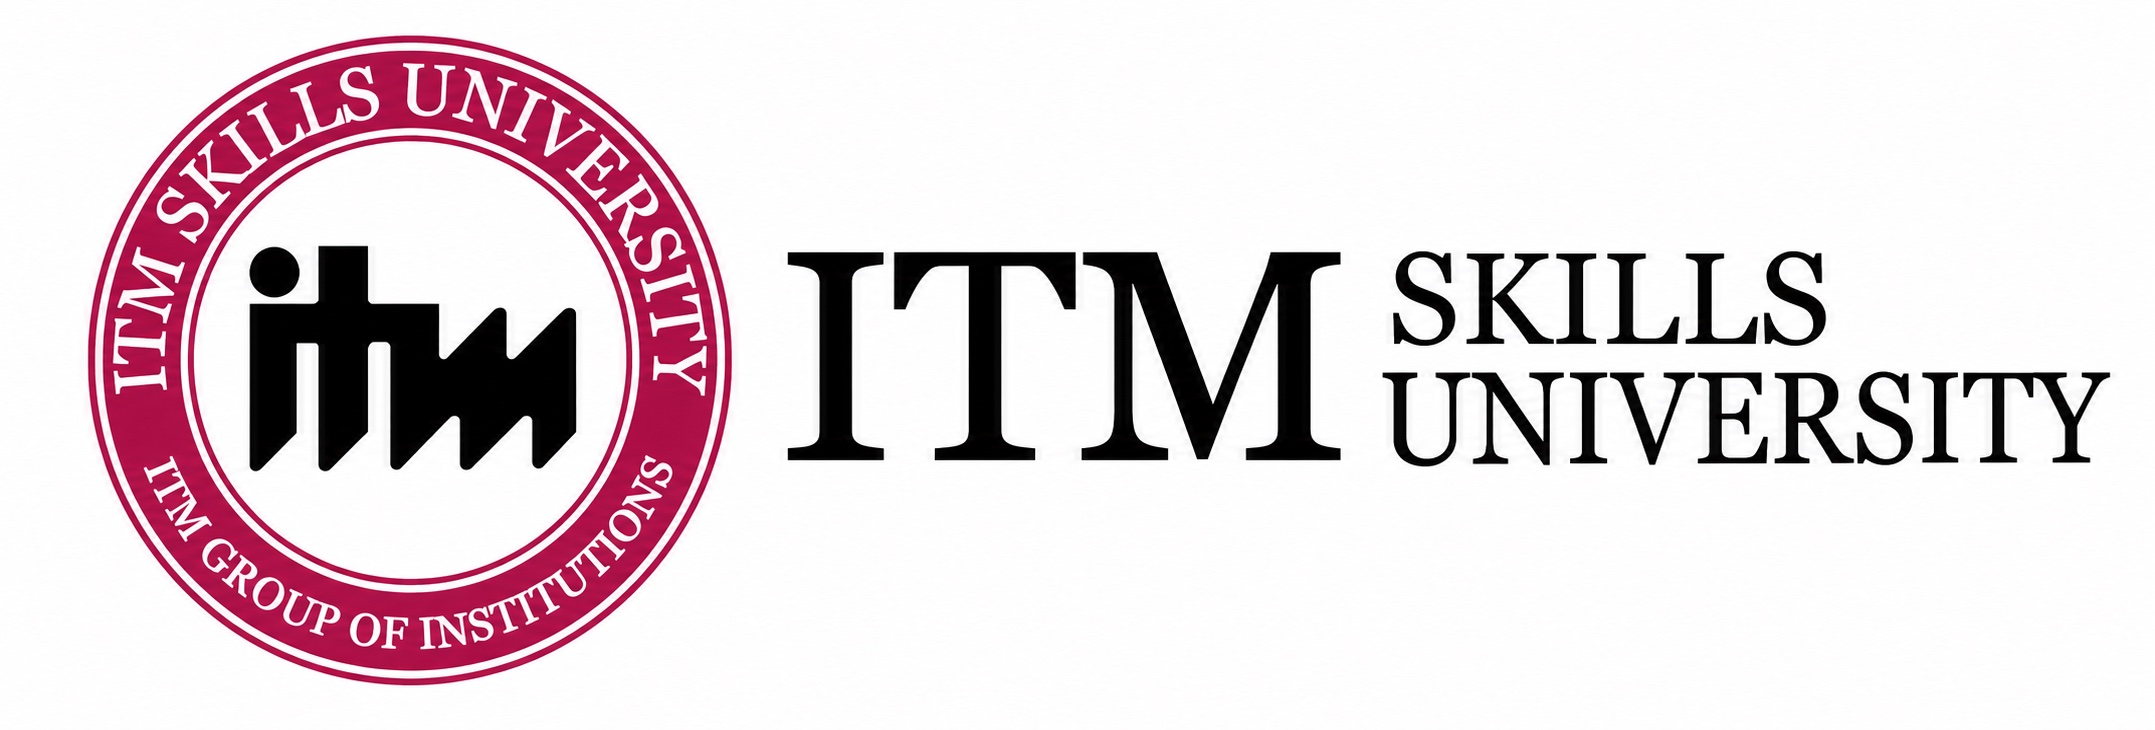 ITM SKILLS UNIVERSITY
itm
ITM GROUP OF INSTITUTIONS
ITM
SKILLS
UNIVERSITY